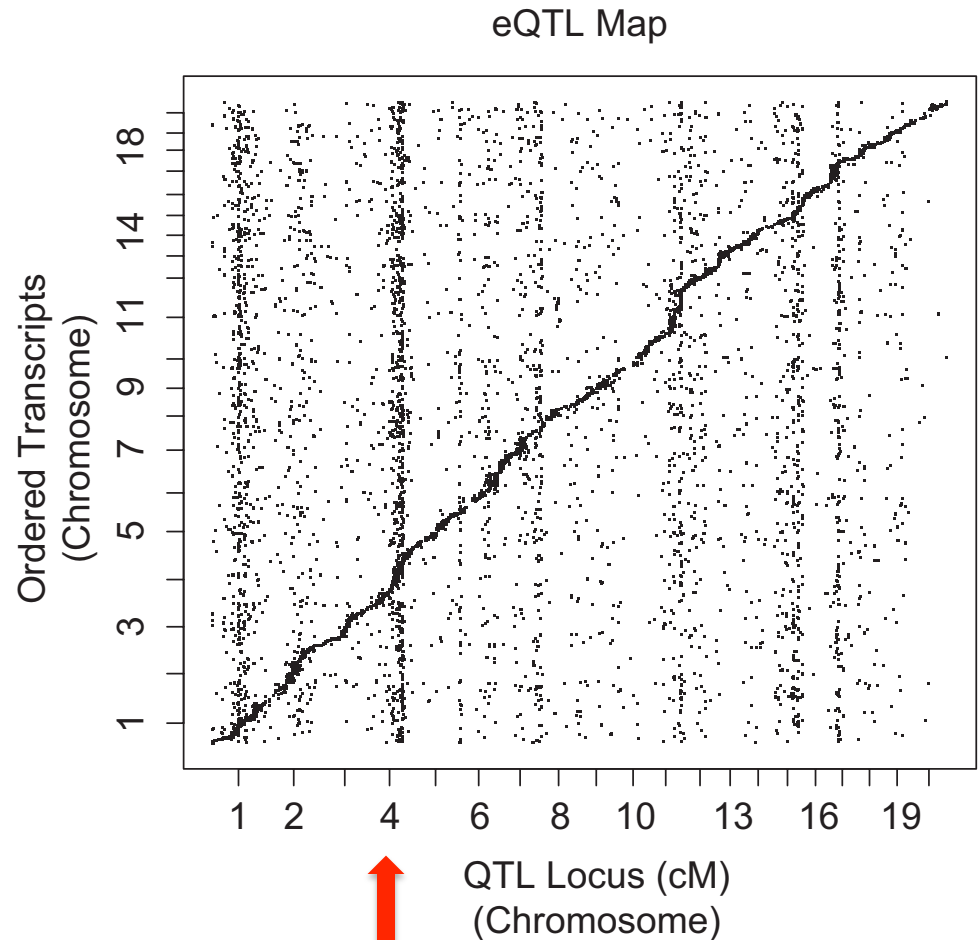 eQTL Map
Ordered Transcripts
(Chromosome)
18
14
11
9
7
5
3
1
1 2 4 6 8 10 13 16 19
QTL Locus (cM)
(Chromosome)